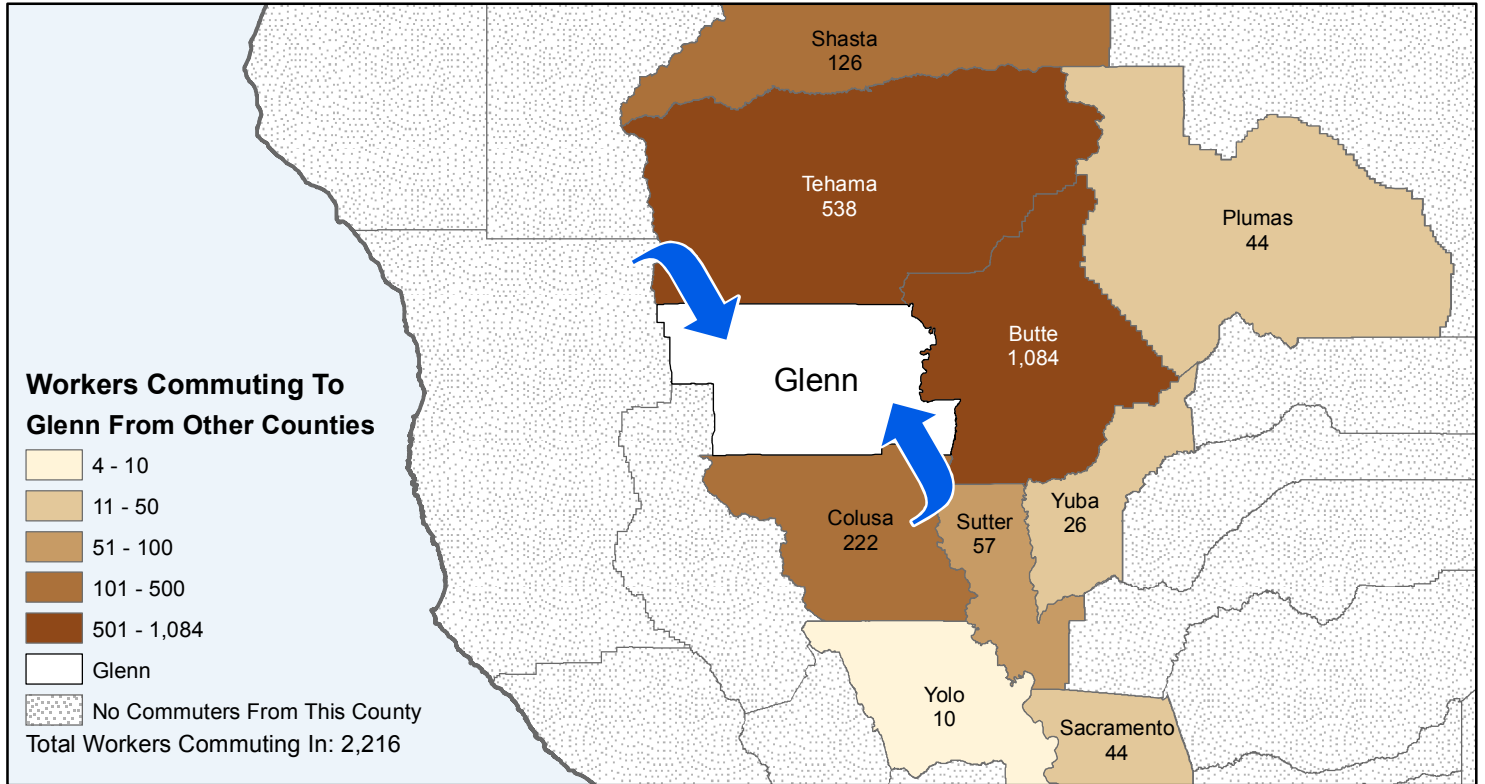 Shasta
126
Tehama
538
Plumas
44
Butte
1,084
Glenn
Colusa
222
Sutter
57
Yuba
26
Yolo
10
Sacramento
44
Workers Commuting To
Glenn From Other Counties
4 - 10
11 - 50
51 - 100
101 - 500
501 - 1,084
Glenn
No Commuters From This County
Total Workers Commuting In: 2,216